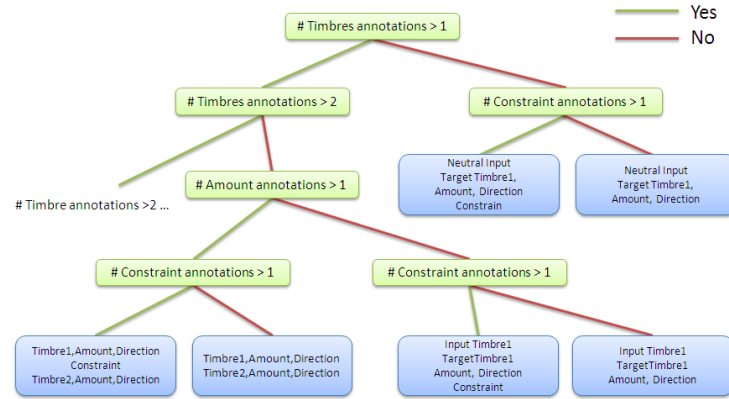 # Timbres annotations > 1
Yes
No
# Timbres annotations > 2
# Constraint annotations > 1
Neutral Input
Target Timbre1,
Amount, Direction
Constrain
Neutral Input
Target Timbre1,
Amount, Direction
# Timbre annotations >2 ...
# Amount annotations > 1
# Constraint annotations > 1
# Constraint annotations > 1
Timbre1,Amount,Direction
Constraint
Timbre2,Amount,Direction
Timbre1,Amount,Direction
Timbre2,Amount,Direction
Input Timbre1
TargetTimbre1
Amount, Direction
Constraint
Input Timbre1
TargetTimbre1
Amount, Direction